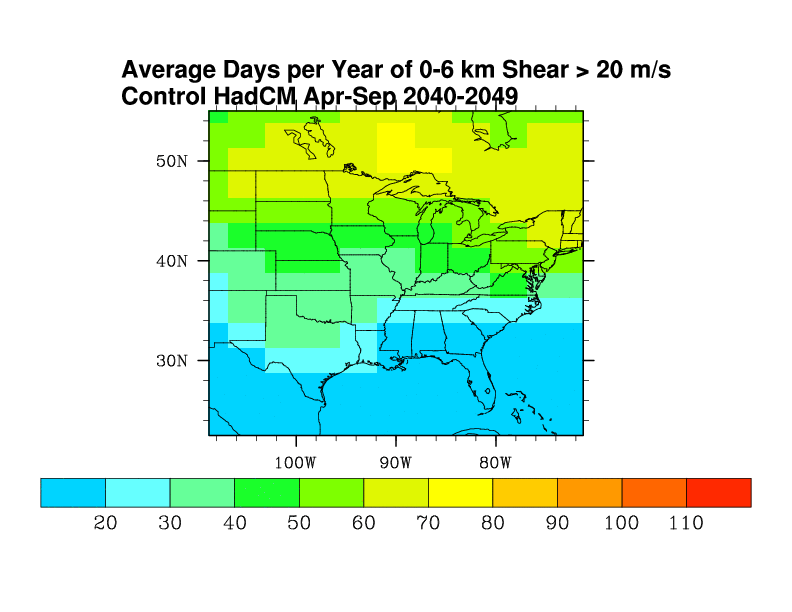 Average Days per Year of 0-6 km Shear > 20 m/s
Control HadCM Apr-Sep 2040-2049
50N
40N
30N
100W 90W 80W
20 30 40 50 60 70 80 90 100 110